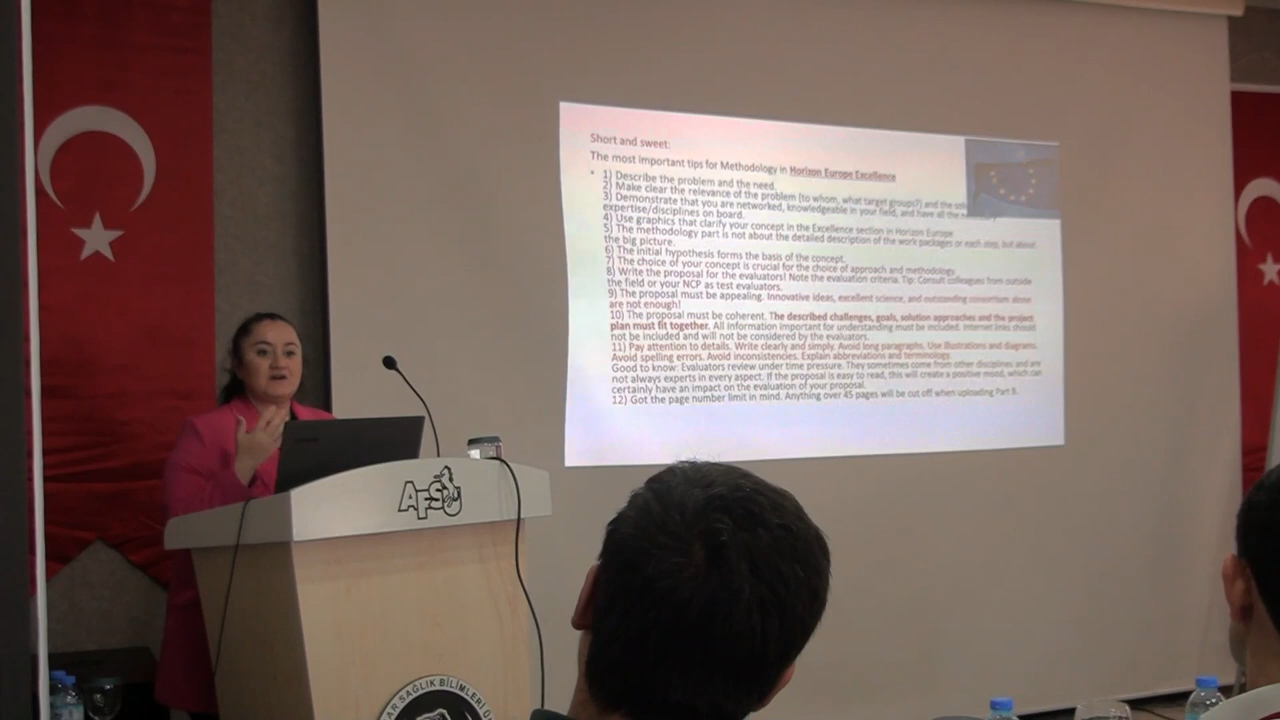 Short and sweet:
The most important tips for Methodology in Horizon Europe Excellence
• 1) Describe the problem and the need.
2) Make clear the relevance of the problem (to whom, what target groups?) and the
3) Demonstrate that you are networked, knowledgeable in your field, and have all the
expertise/disciplines on board.
4) Use graphics that clarify your concept in the Excellence section in Horizon Europe
5) The methodology part is not about the detailed description of the work packages or each step, but about
the big picture.
6) The initial hypothesis forms the basis of the concept.
7) The choice of your concept is crucial for the choice of approach and methodology
8) Write the proposal for the evaluators! Note the evaluation criteria. Tip: Consult colleagues from outside
the field or your NCP as test evaluators.
9) The proposal must be appealing. Innovative ideas, excellent science, and outstanding consortium alone
are not enough!
10) The proposal must be coherent. The described challenges, goals, solution approaches and the project
plan must fit together. All information important for understanding must be included. Internet links should
not be included and will not be considered by the evaluators.
11) Pay attention to details. Write clearly and simply. Avoid long paragraphs. Use illustrations and diagrams.
Avoid spelling errors. Avoid inconsistencies. Explain abbreviations and terminology.
Good to know: Evaluators review under time pressure. They sometimes come from other disciplines and are
not always experts in every aspect. If the proposal is easy to read, this will create a positive mood, which can
certainly have an impact on the evaluation of your proposal.
12) Got the page number limit in mind. Anything over 45 pages will be cut off when uploading Part B.
AFSU
AR SAĞLIK BİLİMLERİ ÜN